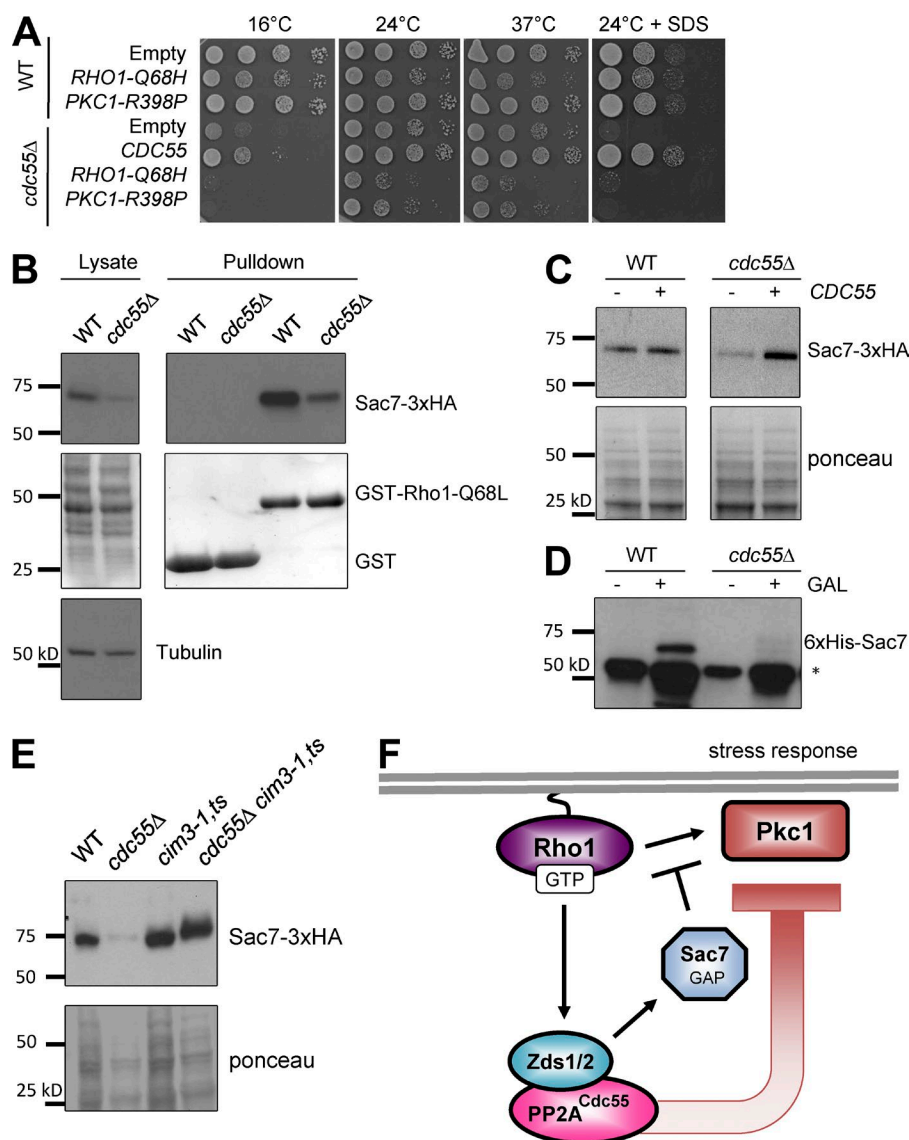 A
16°C 24°C 37°C 24°C + SDS
WT
Empty
RHO1-Q68H
PKC1-R398P
cdc55Δ
Empty
CDC55
RHO1-Q68H
PKC1-R398P
B
Lysate Pulldown
WT cdc55Δ WT cdc55Δ WT cdc55Δ
75
50
Sac7-3xHA
50
25
GST-Rho1-Q68L
GST
50 kD
Tubulin
C
WT cdc55Δ
- + - + CDC55
75
50
Sac7-3xHA
50
25 kD
ponceau
D
WT cdc55Δ
- + - + GAL
75
50 kD
6xHis-Sac7
*
E
WT cdc55Δ cim3-1,ts cdc55Δ cim3-1,ts
75
50
Sac7-3xHA
50
25 kD
ponceau
F
stress response
Rho1
GTP
Pkc1
Sac7
GAP
Zds1/2
PP2A Cdc55